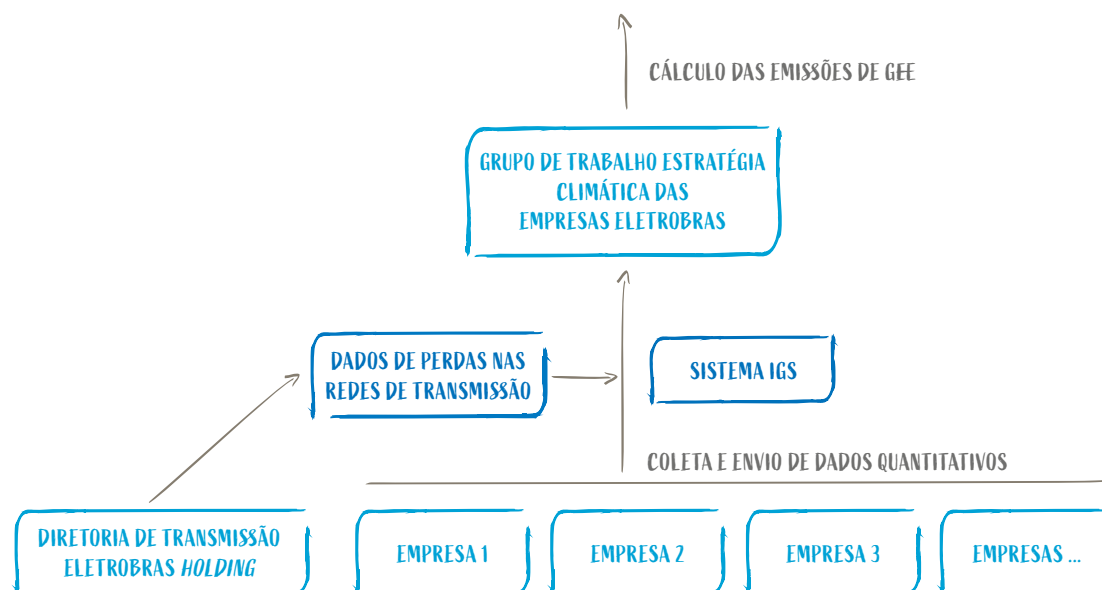 CÁLCULO DAS EMISSÕES DE GEE
GRUPO DE TRABALHO ESTRATÉGIA
CLIMÁTICA DAS
EMPRESAS ELETROBRAS
DADOS DE PERDAS NAS
REDES DE TRANSMISSÃO
SISTEMA IGS
COLETA E ENVIO DE DADOS QUANTITATIVOS
DIRETORIA DE TRANSMISSÃO
ELETROBRAS HOLDING
EMPRESA 1
EMPRESA 2
EMPRESA 3
EMPRESAS ...